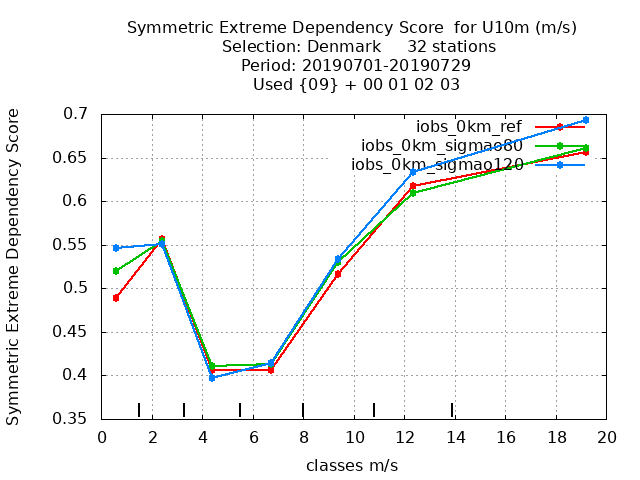 Symmetric Extreme Dependency Score for U10m (m/s)
Selection: Denmark 32 stations
Period: 20190701-20190729
Used {09} + 00 01 02 03
Symmetric Extreme Dependency Score
0.7
0.65
0.6
0.55
0.5
0.45
0.4
0.35
iobs_0km_ref
iobs_0km_sigmao80
iobs_0km_sigmao120
0 2 4 6 8 10 12 14 16 18 20
classes m/s